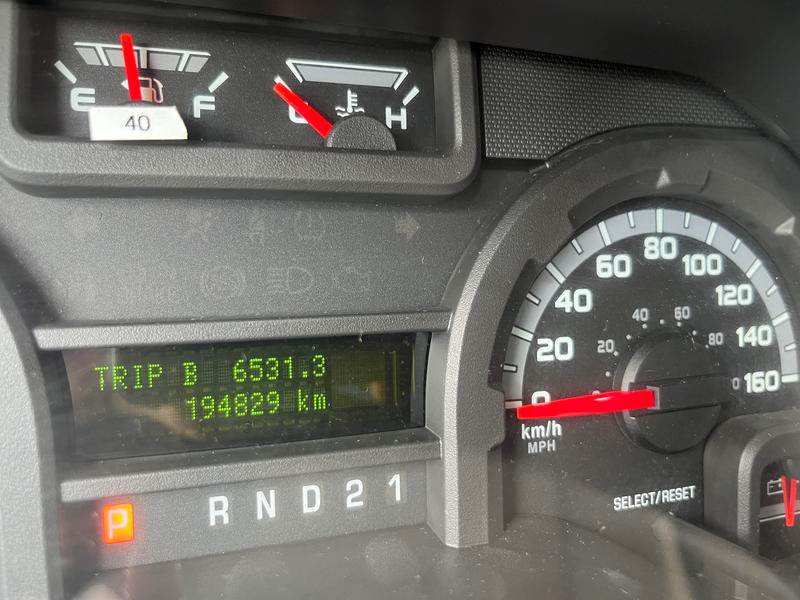 E F
40
C H
TRIP B 6531.3
194829 km
P R N D 2 1
0 20 40 60 80 100 120 140 160
20 40 60 80
km/h
MPH
SELECT/RESET